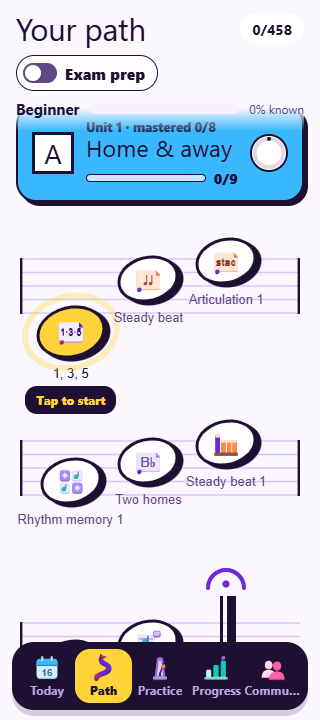 Your path
0/458
Exam prep
Beginner
0% known
Unit 1 · mastered 0/8
A
Home & away
0/9
stac
Articulation 1
Steady beat
1·3·5
1, 3, 5
Tap to start
Bb
Steady beat 1
Two homes
Rhythm memory 1
16
Today
Path
Practice
Progress
Commu...